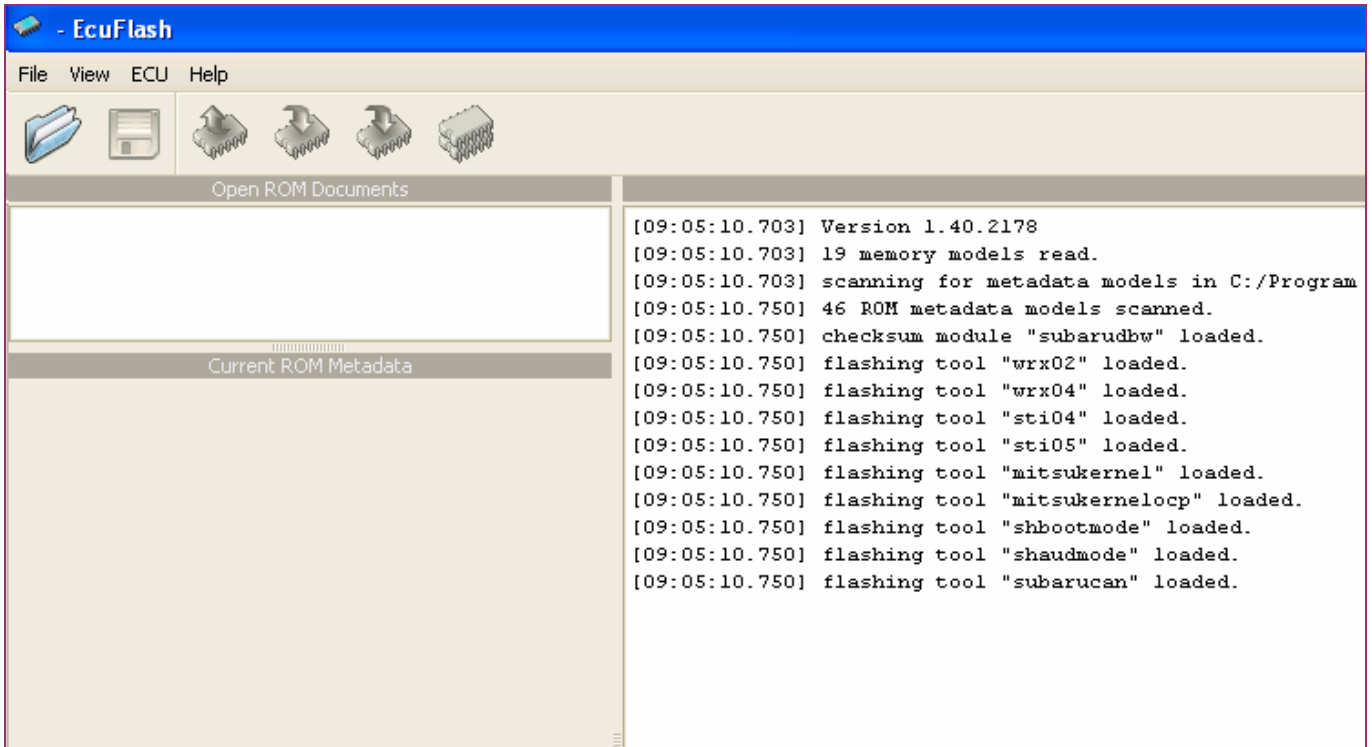 - EcuFlash
File View ECU Help
Open ROM Documents
Current ROM Metadata
[09:05:10.703] Version 1.40.2178
[09:05:10.703] 19 memory models read.
[09:05:10.703] scanning for metadata models in C:/Program
[09:05:10.750] 46 ROM metadata models scanned.
[09:05:10.750] checksum module "subarudbw" loaded.
[09:05:10.750] flashing tool "wrx02" loaded.
[09:05:10.750] flashing tool "wrx04" loaded.
[09:05:10.750] flashing tool "sti04" loaded.
[09:05:10.750] flashing tool "sti05" loaded.
[09:05:10.750] flashing tool "mitsukernel" loaded.
[09:05:10.750] flashing tool "mitsukernelocp" loaded.
[09:05:10.750] flashing tool "shbootmode" loaded.
[09:05:10.750] flashing tool "shaudmode" loaded.
[09:05:10.750] flashing tool "subarucan" loaded.